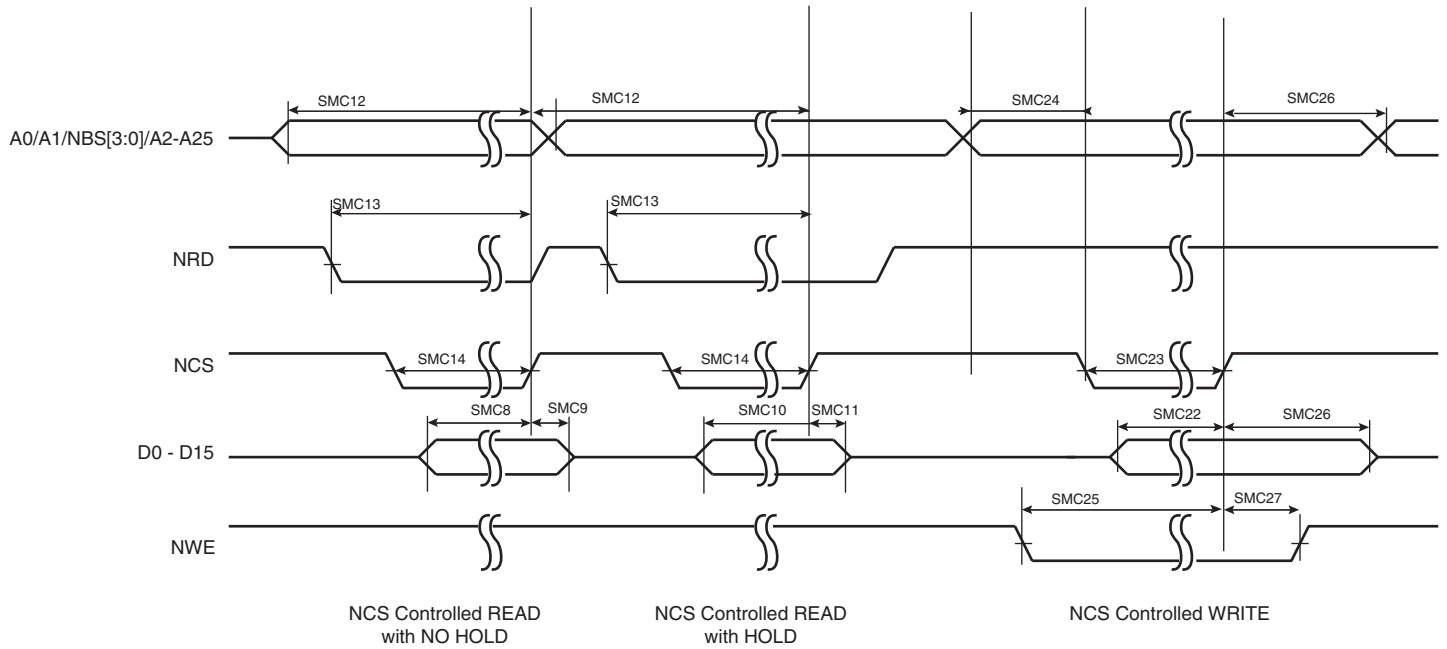 SMC12
SMC12
SMC24
SMC26
A0/A1/NBS[3:0]/A2-A25
SMC13
SMC13
NRD
NCS
SMC14
SMC14
SMC23
SMC8
SMC9
SMC10
SMC11
SMC22
SMC26
D0 - D15
SMC25
SMC27
NWE
NCS Controlled READ
with NO HOLD
NCS Controlled READ
with HOLD
NCS Controlled WRITE